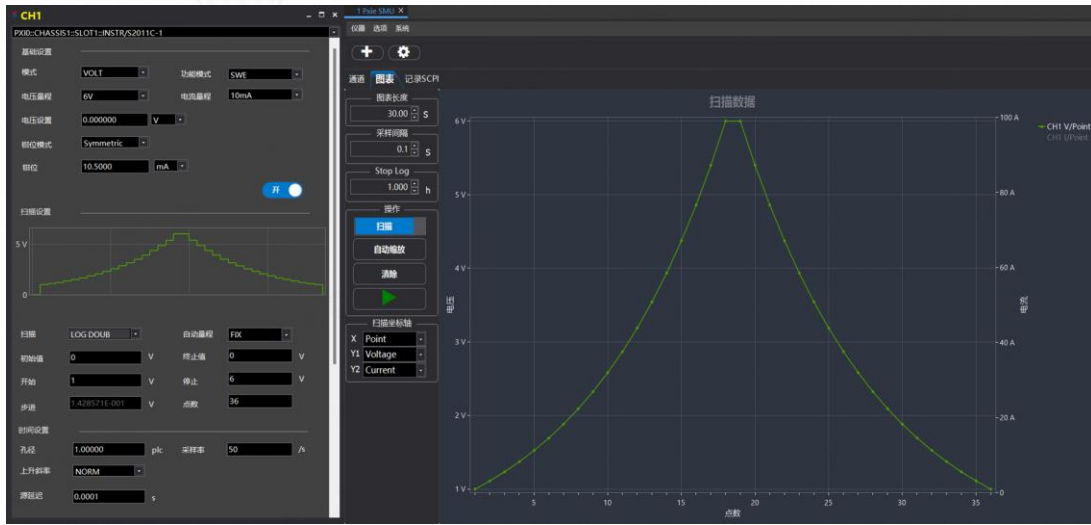 CH1
PXI0::CHASSIS1::SLOT1::INSTR/S2011C-1
基础设置
模式 VOLT 功能模式 SWE
电压量程 6V 电流量程 10mA
电压设置 0.000000 V
钳位模式 Symmetric
钳位 10.5000 mA
开
扫描设置
5 V
0
扫描 LOG DOUB 自动量程 FIX
初始值 0 V 终止值 0 V
开始 1 V 停止 6 V
步进 1.428571E-001 V 点数 36
时间设置
孔径 1.00000 plc 采样率 50 /s
上升斜率 NORM
源延迟 0.0001 s
1 Psie SMU ×
仪器 选项 系统
通道 图表 记录SCPI
图表长度
30.00 S
采样间隔
0.1 S
Stop Log
1.000 h
操作
扫描
自动缩放
清除
扫描坐标轴
X Point
Y1 Voltage
Y2 Current
扫描数据
6 V
5 V
4 V
3 V
2 V
1 V
电压
100 A
80 A
60 A
40 A
20 A
0
电流
5 10 15 20 25 30 35
点数
CH1 V/Point
CH1 I/Point